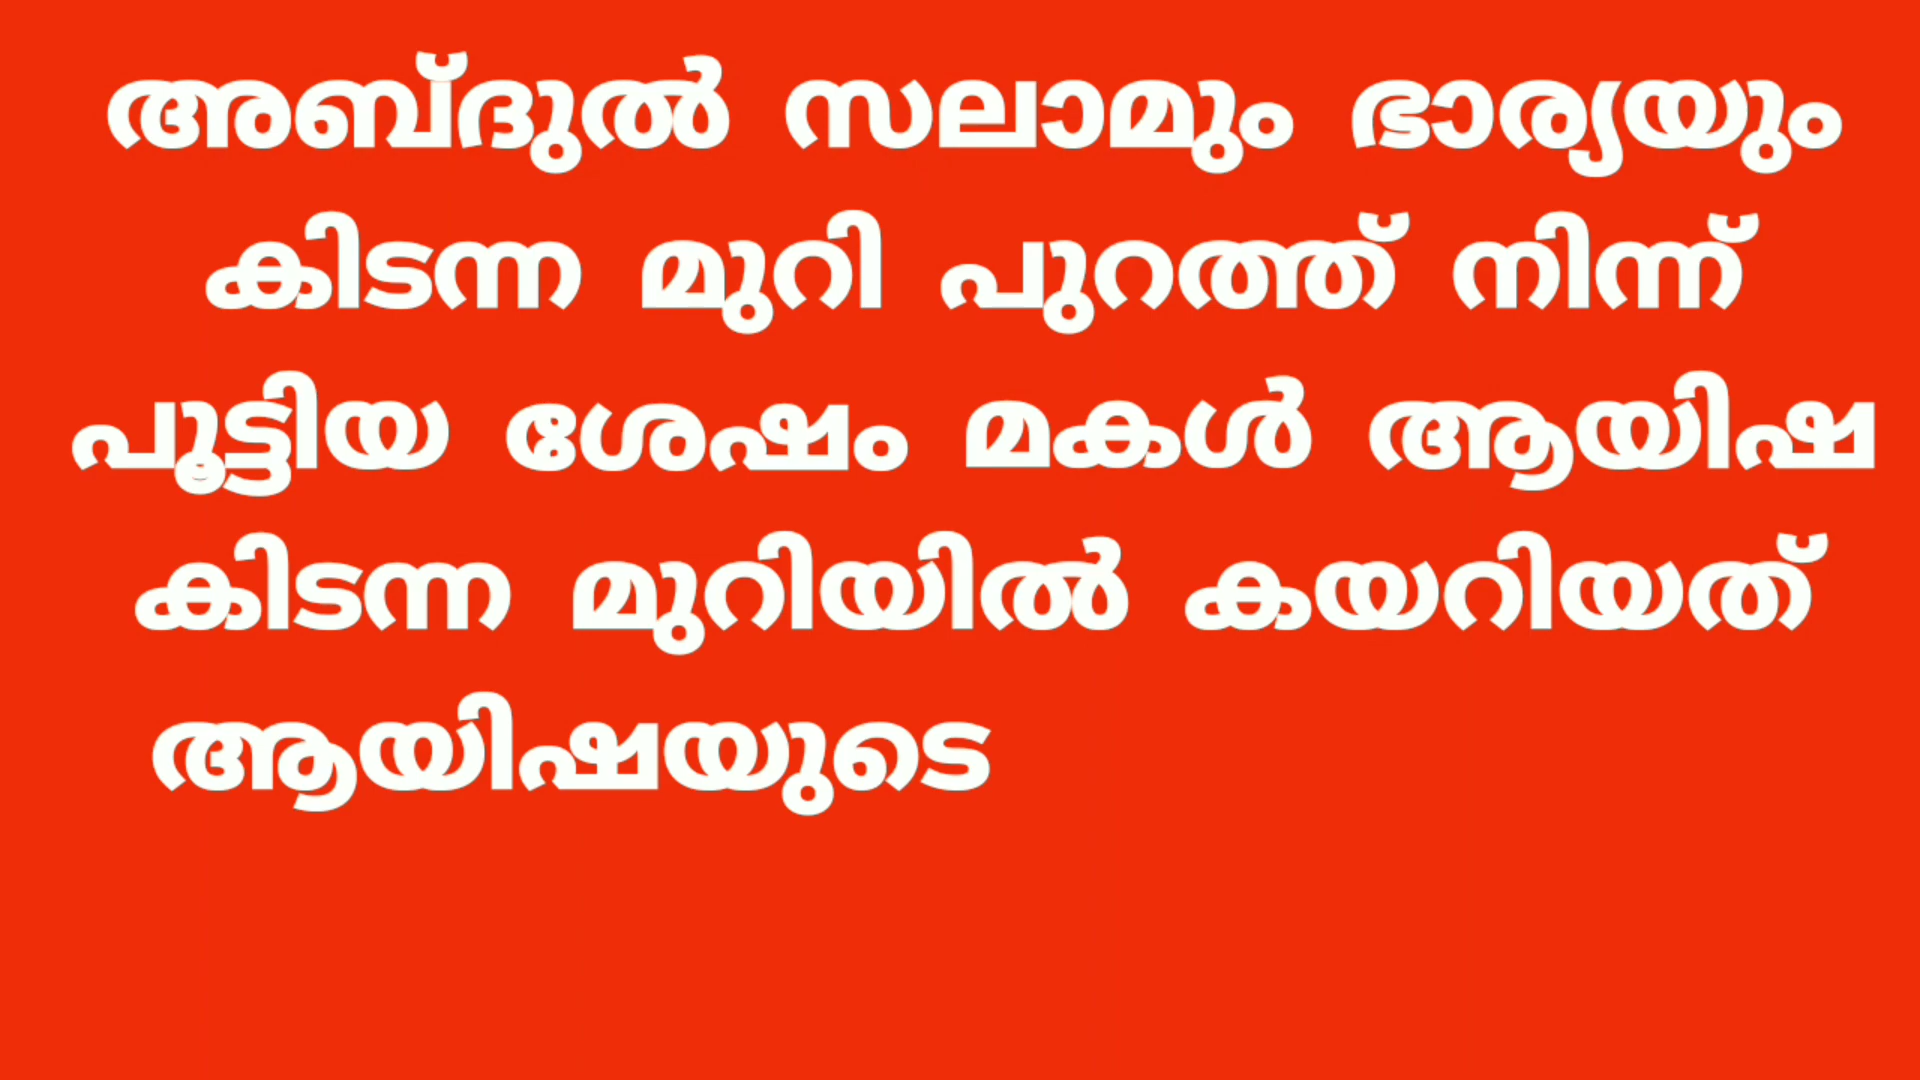 അബ്ദുൽ സലാമും ഭാര്യയും
കിടന്ന മുറി പുറത്ത് നിന്ന്
പൂട്ടിയ ശേഷം മകൾ ആയിഷ
കിടന്ന മുറിയിൽ കയറിയത്
ആയിഷയുടെ